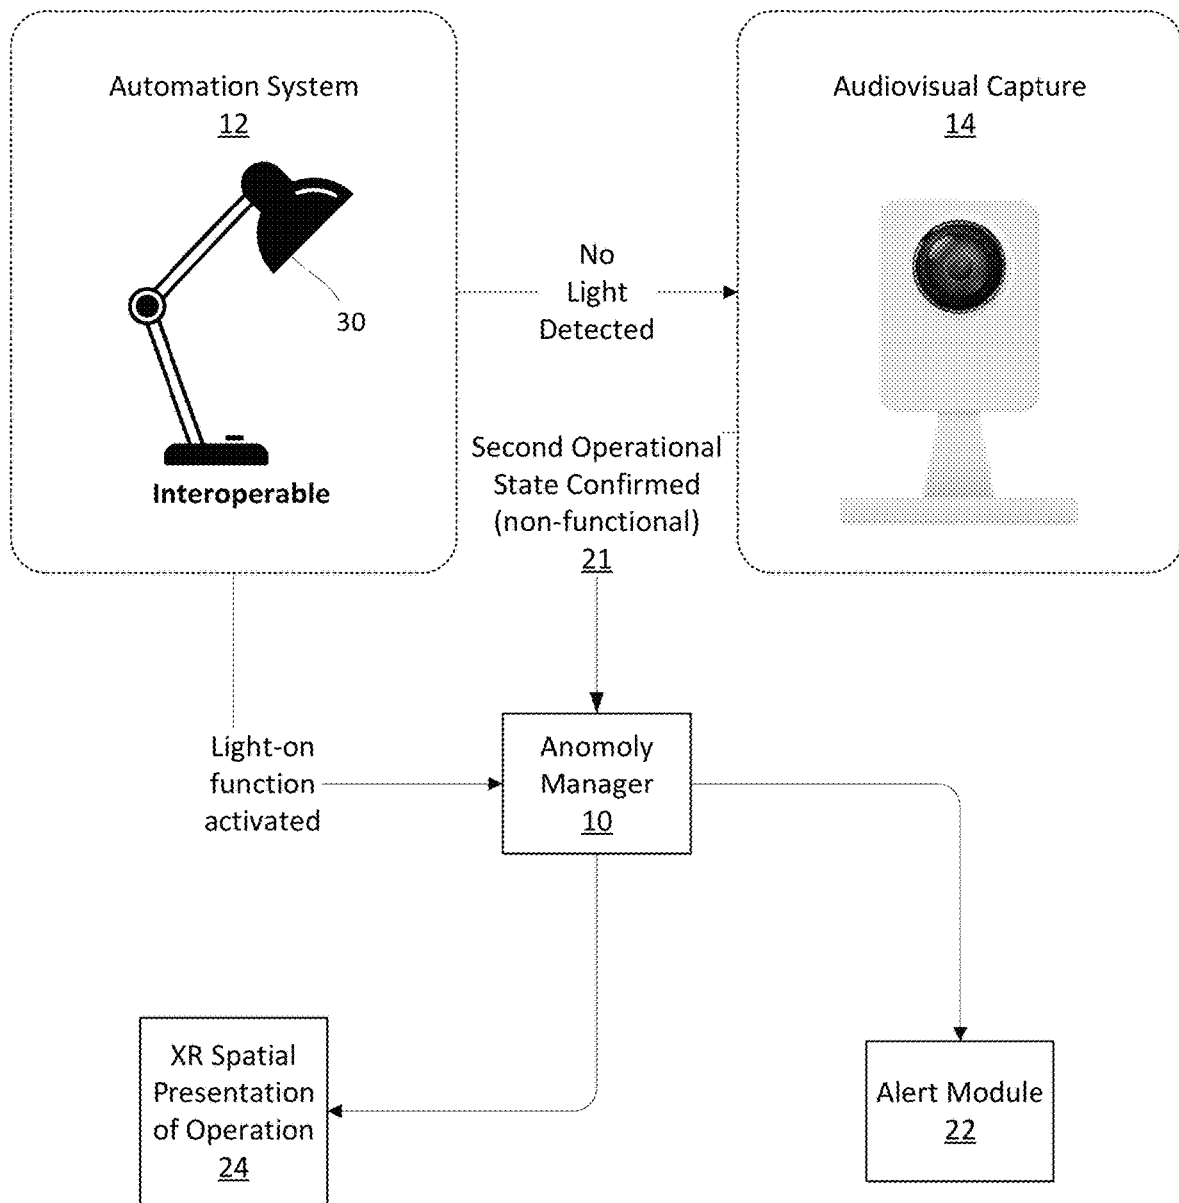 Automation System
12
Audiovisual Capture
14
30
Interoperable
No
Light
Detected
Second Operational
State Confirmed
(non-functional)
21
Light-on
function
activated
Anomoly
Manager
10
XR Spatial
Presentation
of Operation
24
Alert Module
22